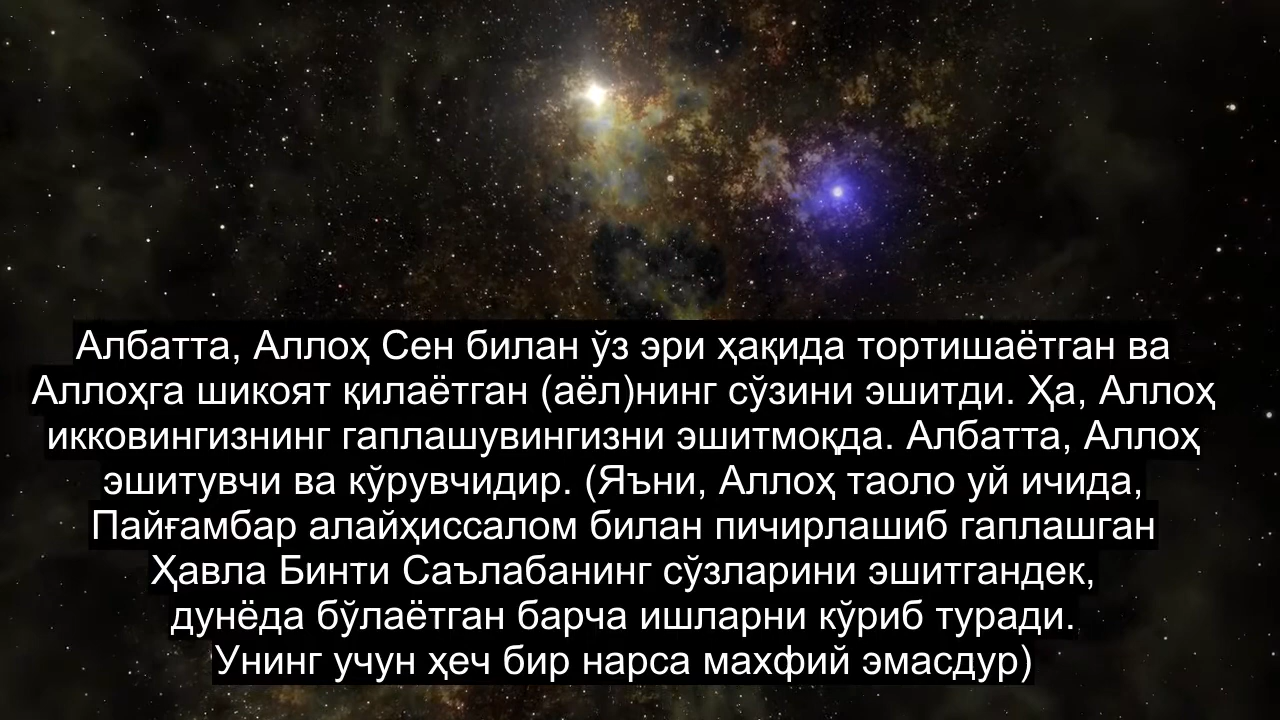 Албатта, Аллоҳ Сен билан ўз эри ҳақида тортишаётган ва
Аллоҳга шикоят қилаётган (аёл)нинг сўзини эшитди. Ҳа, Аллоҳ
икковингизнинг гаплашувингизни эшитмоқда. Албатта, Аллоҳ
эшитувчи ва кўрувчидир. (Яъни, Аллоҳ таоло уй ичида,
Пайғамбар алайҳиссалом билан пичирлашиб гаплашган
Ҳавла Бинти Саълабанинг сўзларини эшитгандек,
дунёда бўлаётган барча ишларни кўриб туради.
Унинг учун ҳеч бир нарса махфий эмасдур)